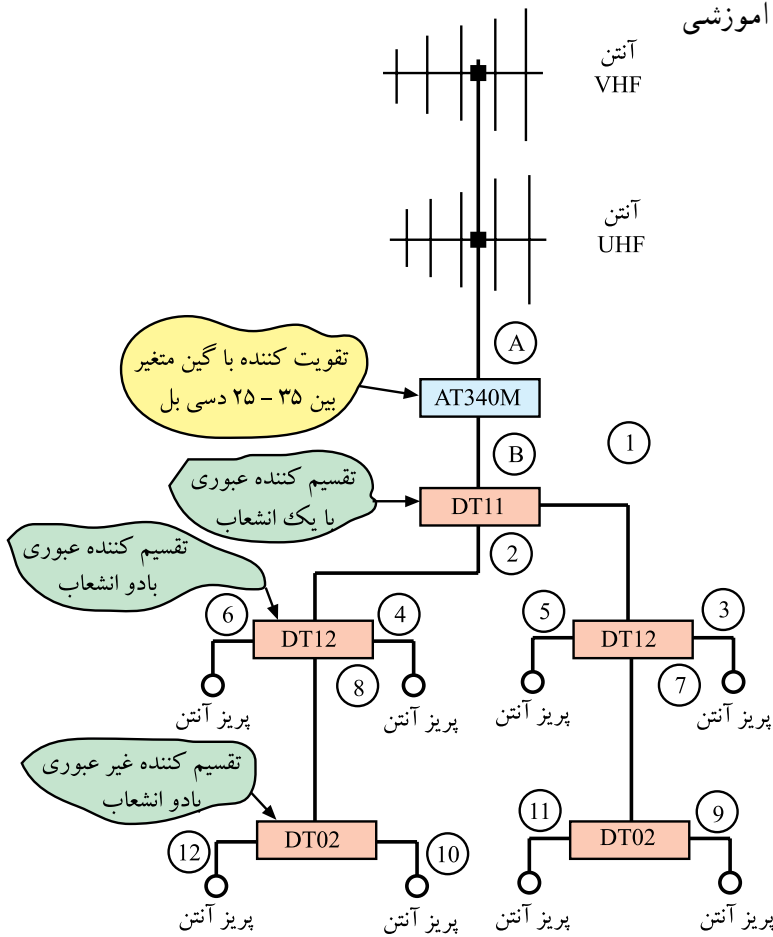 آموزشی
آنتن
VHF
آنتن
UHF
A
تقویت کننده با گین متغیر
بین ۳۵ – ۲۵ دسی بل
AT340M
B
1
تقسیم کننده عبوری
با یک انشعاب
DT11
2
تقسیم کننده عبوری
بادو انشعاب
6
4
5
3
DT12
DT12
8
7
پریز آنتن
پریز آنتن
پریز آنتن
پریز آنتن
تقسیم کننده غیر عبوری
بادو انشعاب
11
9
DT02
DT02
12
10
پریز آنتن
پریز آنتن
پریز آنتن
پریز آنتن